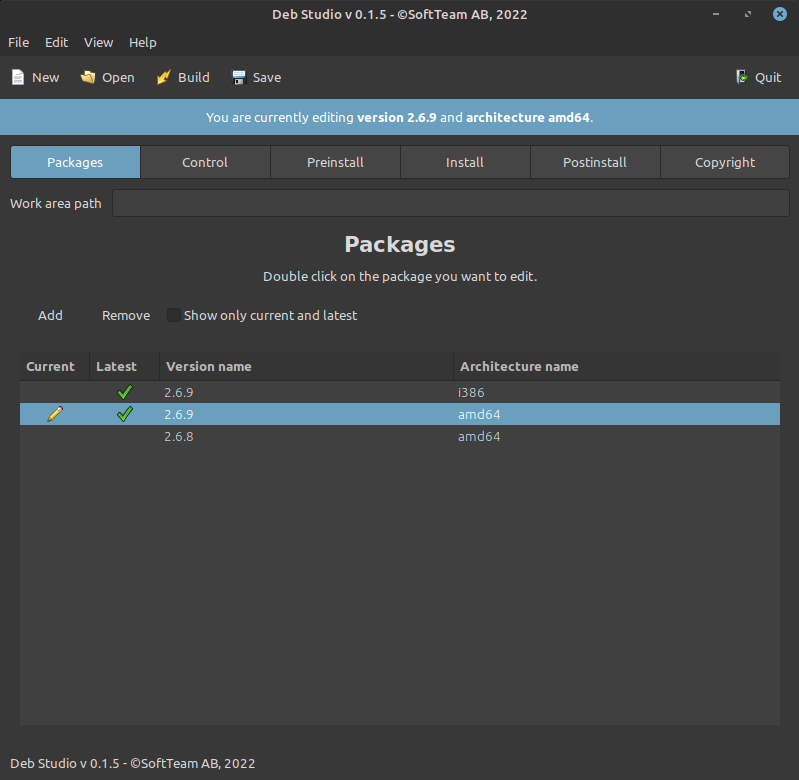 Deb Studio v 0.1.5 - ©SoftTeam AB, 2022
File Edit View Help
New Open Build Save Quit
You are currently editing version 2.6.9 and architecture amd64.
Packages Control Preinstall Install Postinstall Copyright
Work area path
Packages
Double click on the package you want to edit.
Add Remove Show only current and latest
Current Latest Version name Architecture name
2.6.9 i386
2.6.9 amd64
2.6.8 amd64
Deb Studio v 0.1.5 - ©SoftTeam AB, 2022